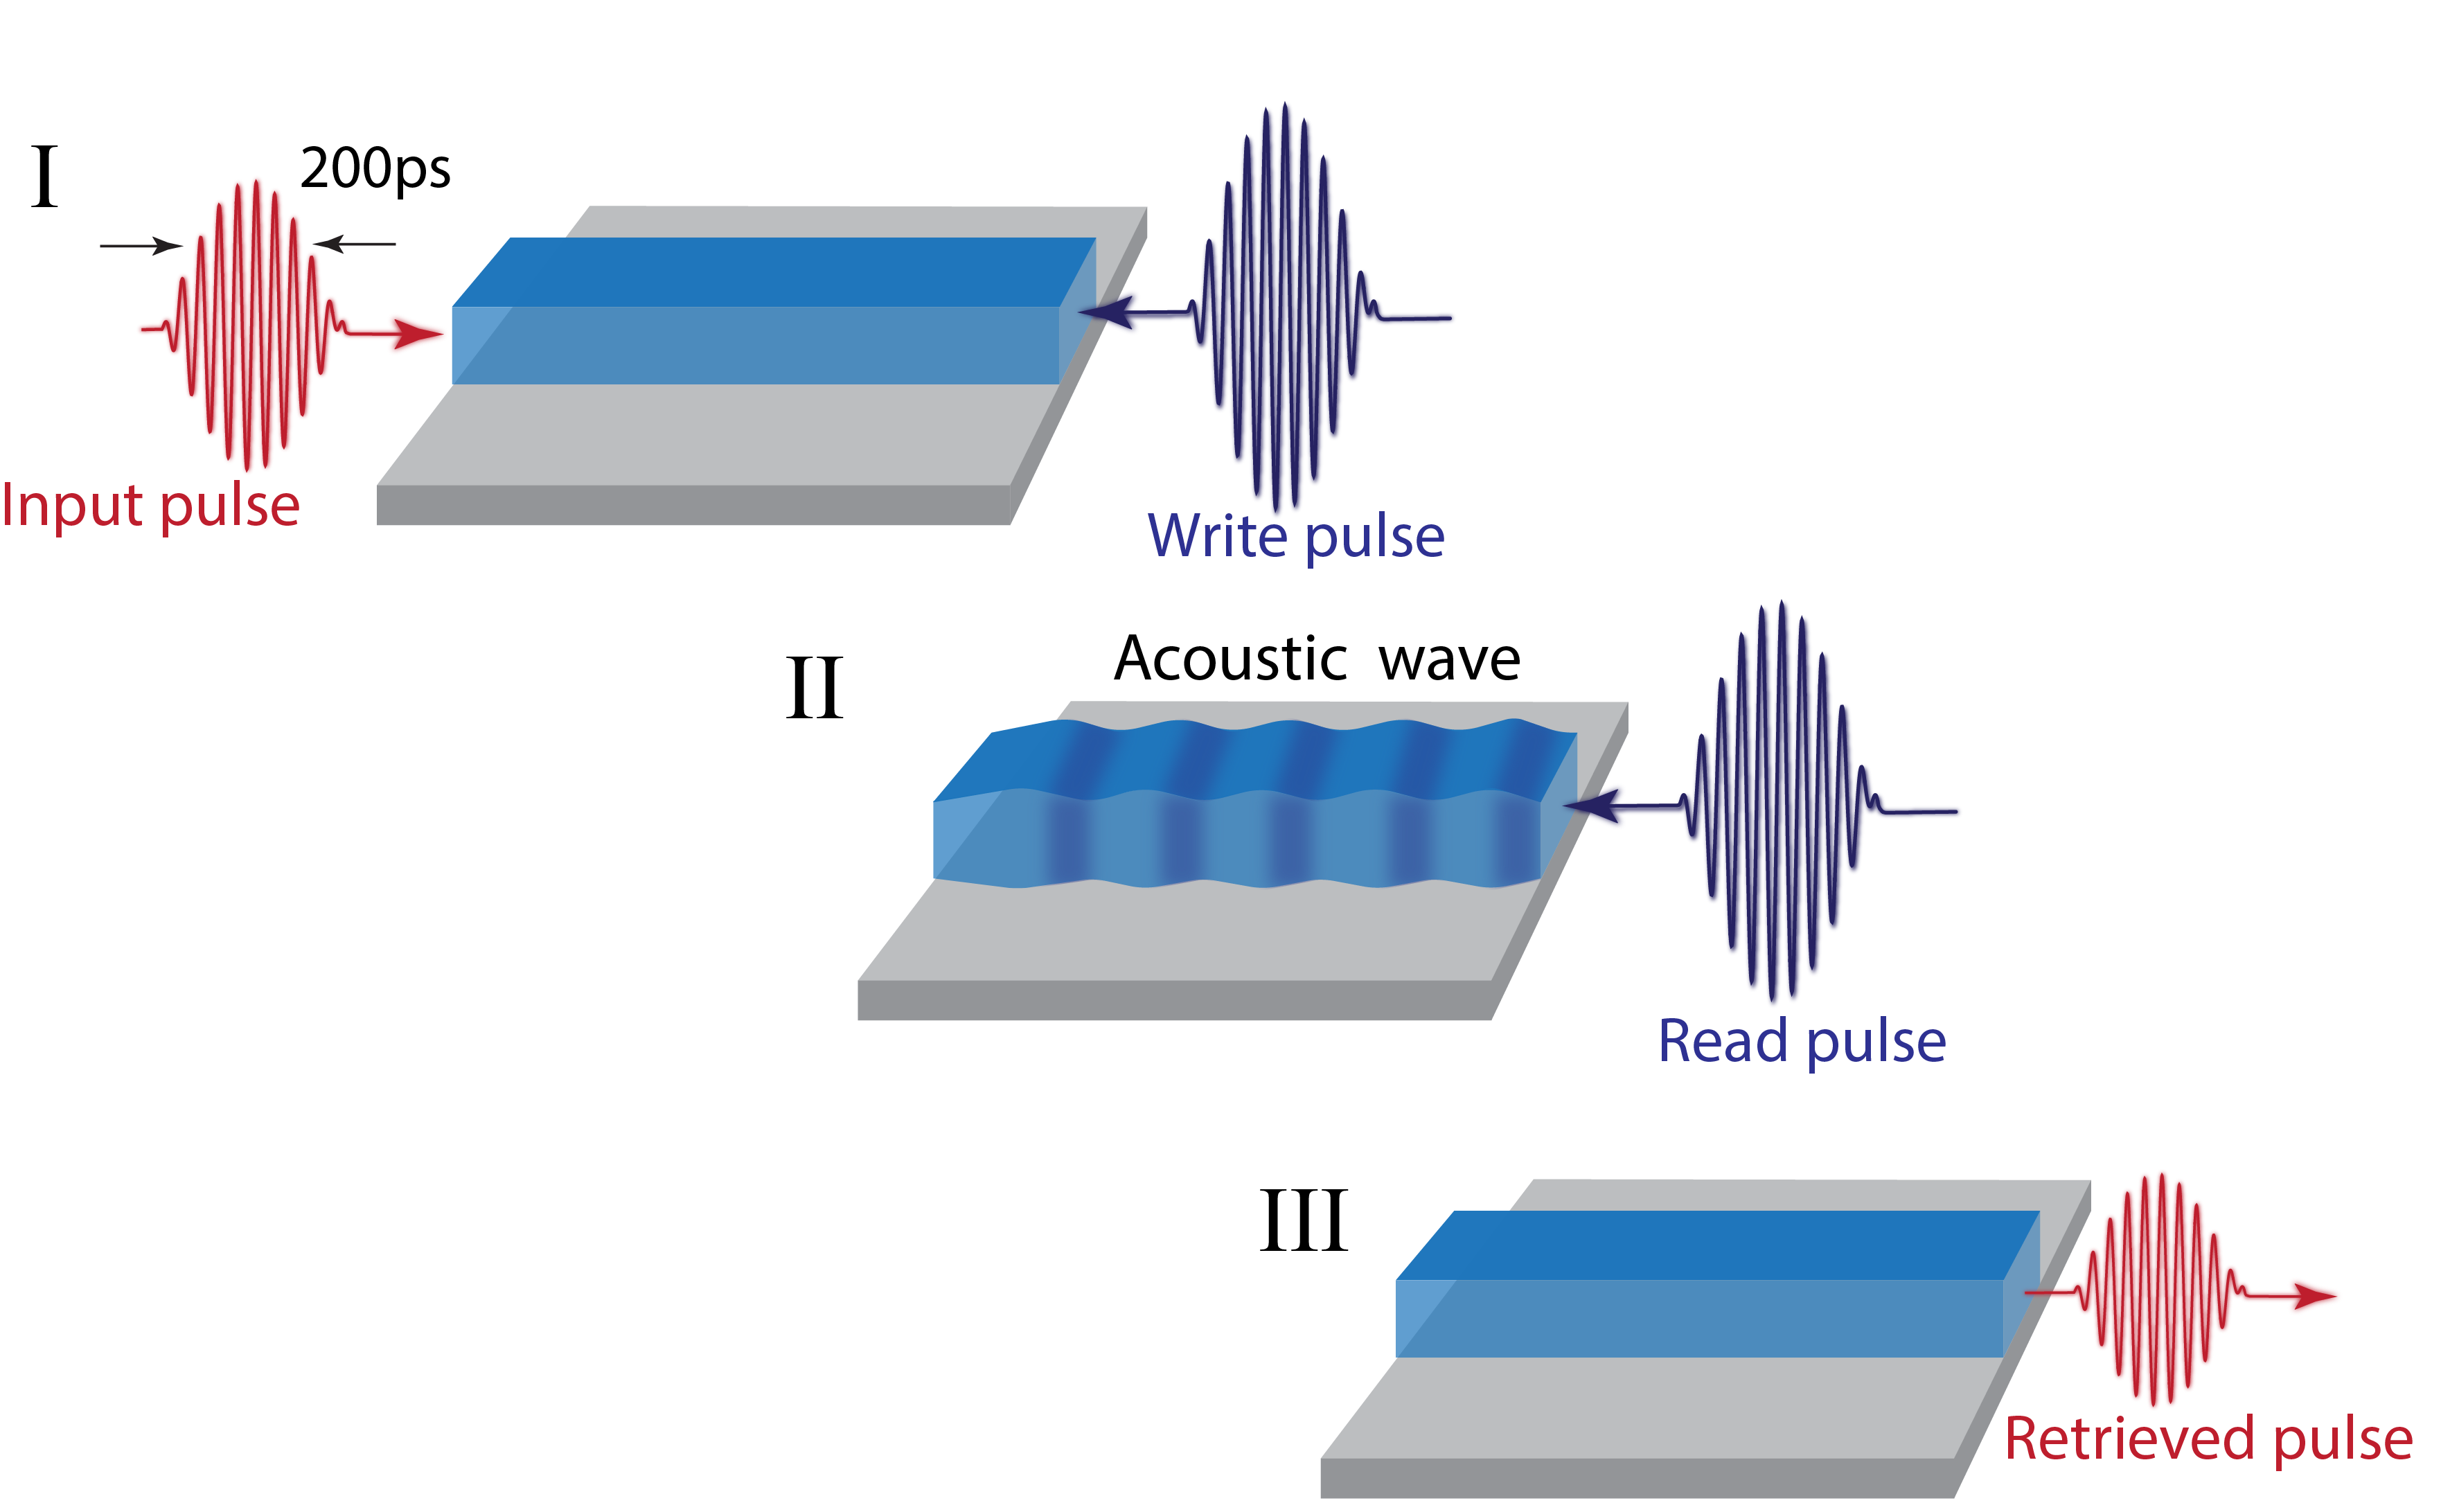 I
200ps
Input pulse
Write pulse
II
Acoustic wave
Read pulse
III
Retrieved pulse